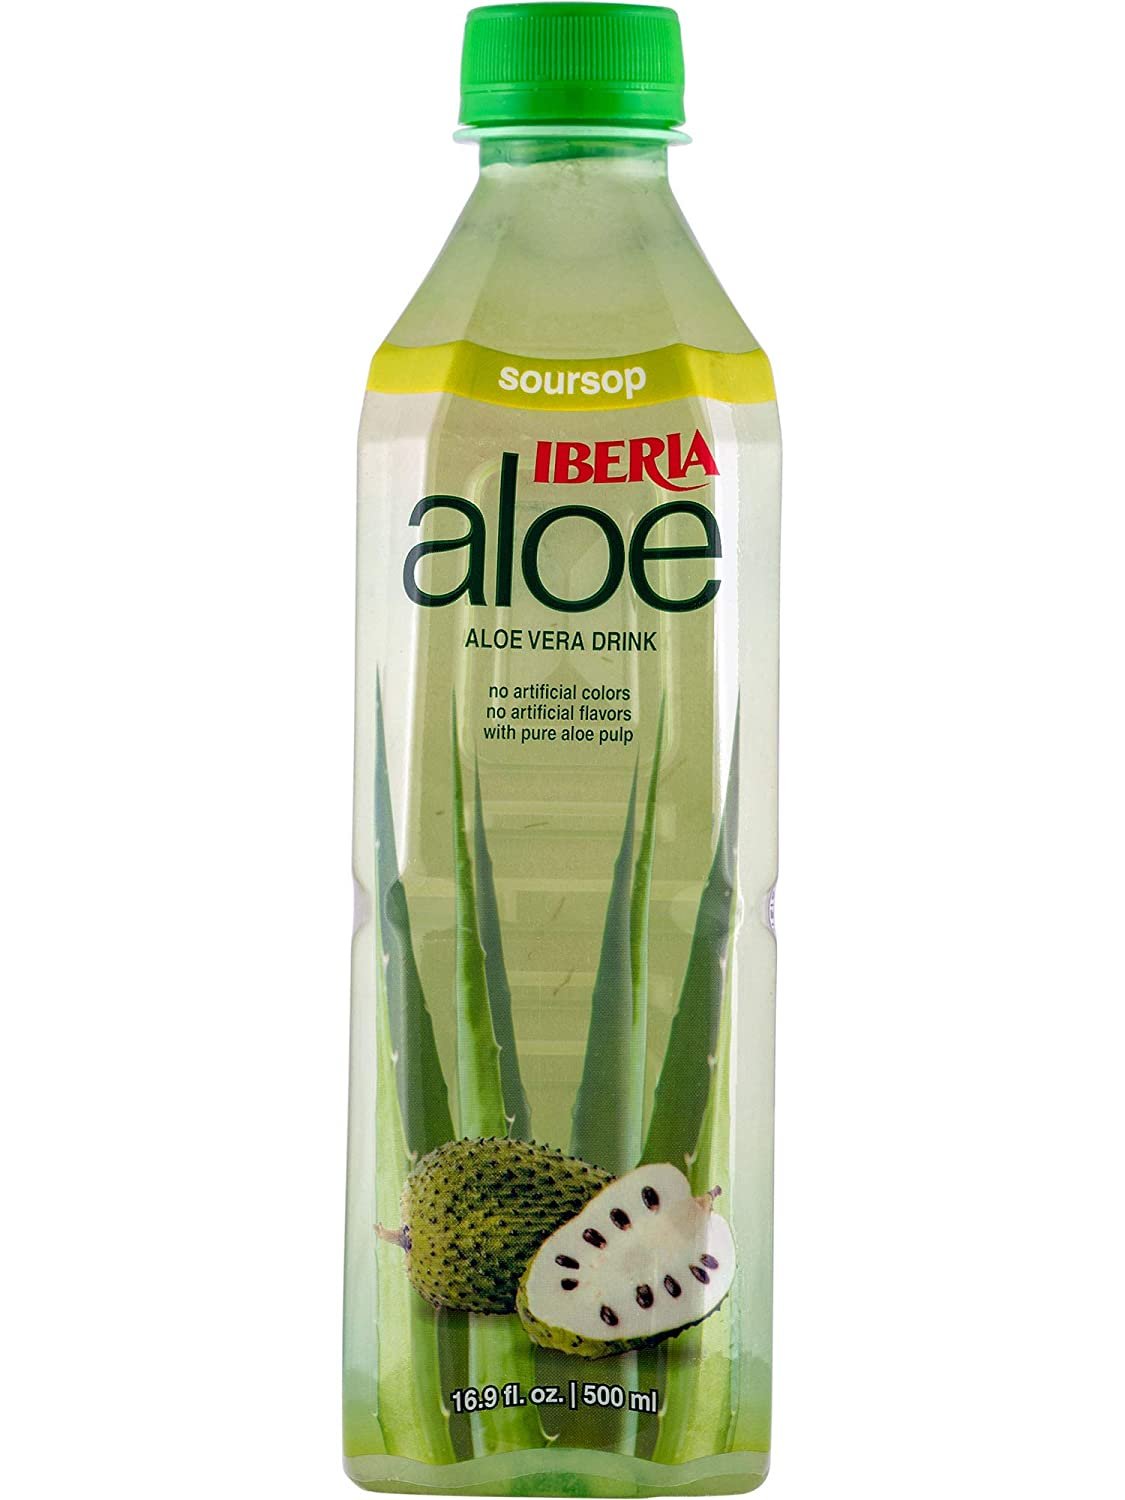 soursop
IBERIA
aloe
ALOE VERA DRINK
no artificial colors
no artificial flavors
with pure aloe pulp
16.9 fl. oz. | 500 ml